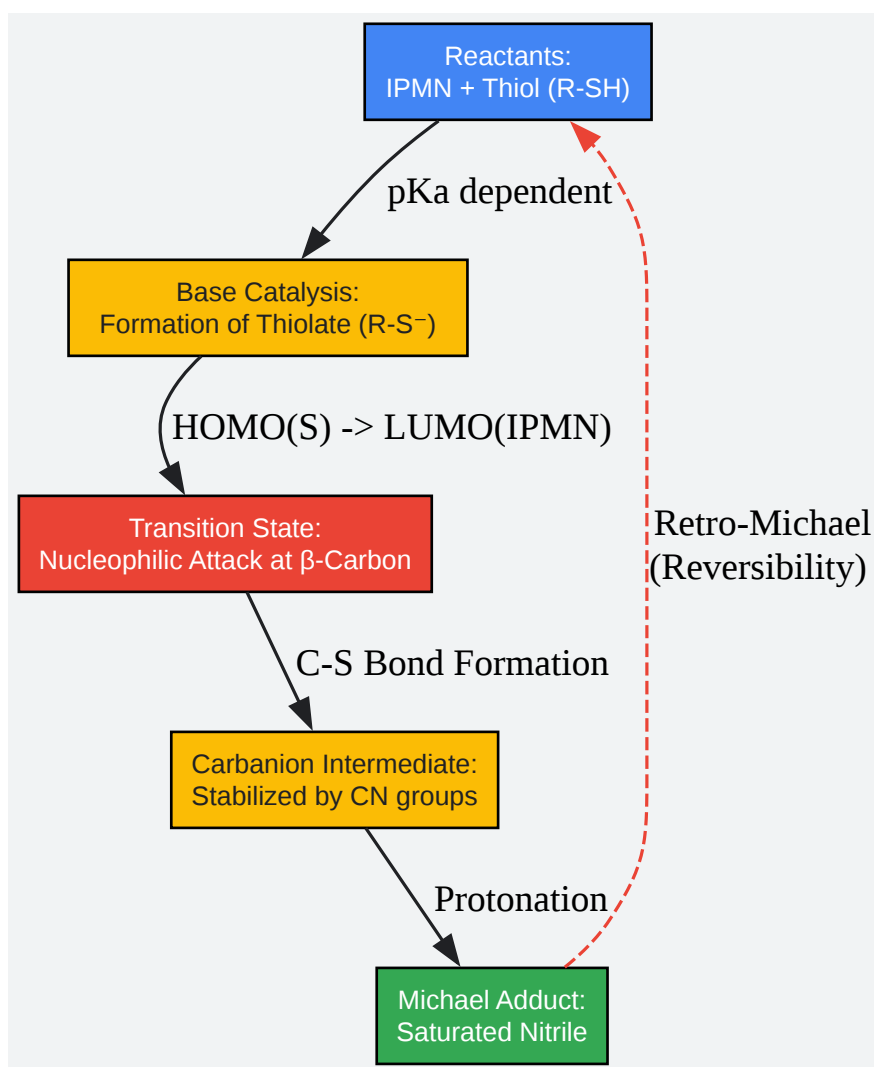 Reactants:
IPMN + Thiol (R-SH)
pKa dependent
Base Catalysis:
Formation of Thiolate (R-S⁻)
HOMO(S) -> LUMO(IPMN)
Transition State:
Nucleophilic Attack at β-Carbon
Retro-Michael
(Reversibility)
C-S Bond Formation
Carbanion Intermediate:
Stabilized by CN groups
Protonation
Michael Adduct:
Saturated Nitrile